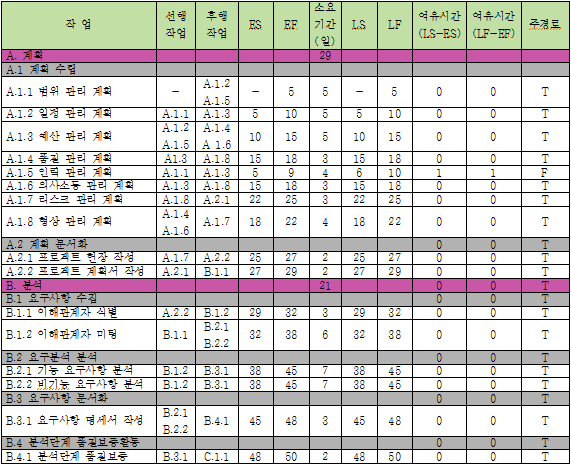 작 업 선행 작업 후행 작업 ES EF 소요 기간 (일) LS LF 여유시간 (LS-ES) 여유시간 (LF-EF) 주경로
A. 계획 29
A.1 계획 수립
A.1.1 범위 관리 계획 - A.1.2 A.1.5 - 5 5 - 5 0 0 T
A.1.2 일정 관리 계획 A.1.1 A.1.3 5 10 5 5 10 0 0 T
A.1.3 예산 관리 계획 A.1.2 A.1.5 A.1.4 A 1.6 10 15 5 10 15 0 0 T
A.1.4 품질 관리 계획 A1.3 A.1.8 15 18 3 15 18 0 0 T
A.1.5 인력 관리 계획 A.1.1 A.1.3 5 9 4 6 10 1 1 F
A.1.6 의사소통 관리 계획 A.1.3 A.1.8 15 18 3 15 18 0 0 T
A.1.7 리스크 관리 계획 A.1.8 A.2.1 22 25 3 22 25 0 0 T
A.1.8 형상 관리 계획 A.1.4 A.1.6 A.1.7 18 22 4 18 22 0 0 T
A.2 계획 문서화 0 0 T
A.2.1 프로젝트 헌장 작성 A.1.7 A.2.2 25 27 2 25 27 0 0 T
A.2.2 프로젝트 계획서 작성 A.2.1 B.1.1 27 29 2 27 29 0 0 T
B. 분석 21 0 0 T
B.1 요구사항 수집 0 0 T
B.1.1 이해관계자 식별 A.2.2 B.1.2 29 32 3 29 32 0 0 T
B.1.2 이해관계자 미팅 B.1.1 B.2.1 B.2.2 32 38 6 32 38 0 0 T
B.2 요구분석 분석 0 0 T
B.2.1 기능 요구사항 분석 B.1.2 B.3.1 38 45 7 38 45 0 0 T
B.2.2 비기능 요구사항 분석 B.1.2 B.3.1 38 45 7 38 45 0 0 T
B.3 요구사항 문서화 0 0 T
B.3.1 요구사항 명세서 작성 B.2.1 B.2.2 B.4.1 45 48 3 45 48 0 0 T
B.4 분석단계 품질보증활동 0 0 T
B.4.1 분석단계 품질보증 B.3.1 C.1.1 48 50 2 48 50 0 0 T